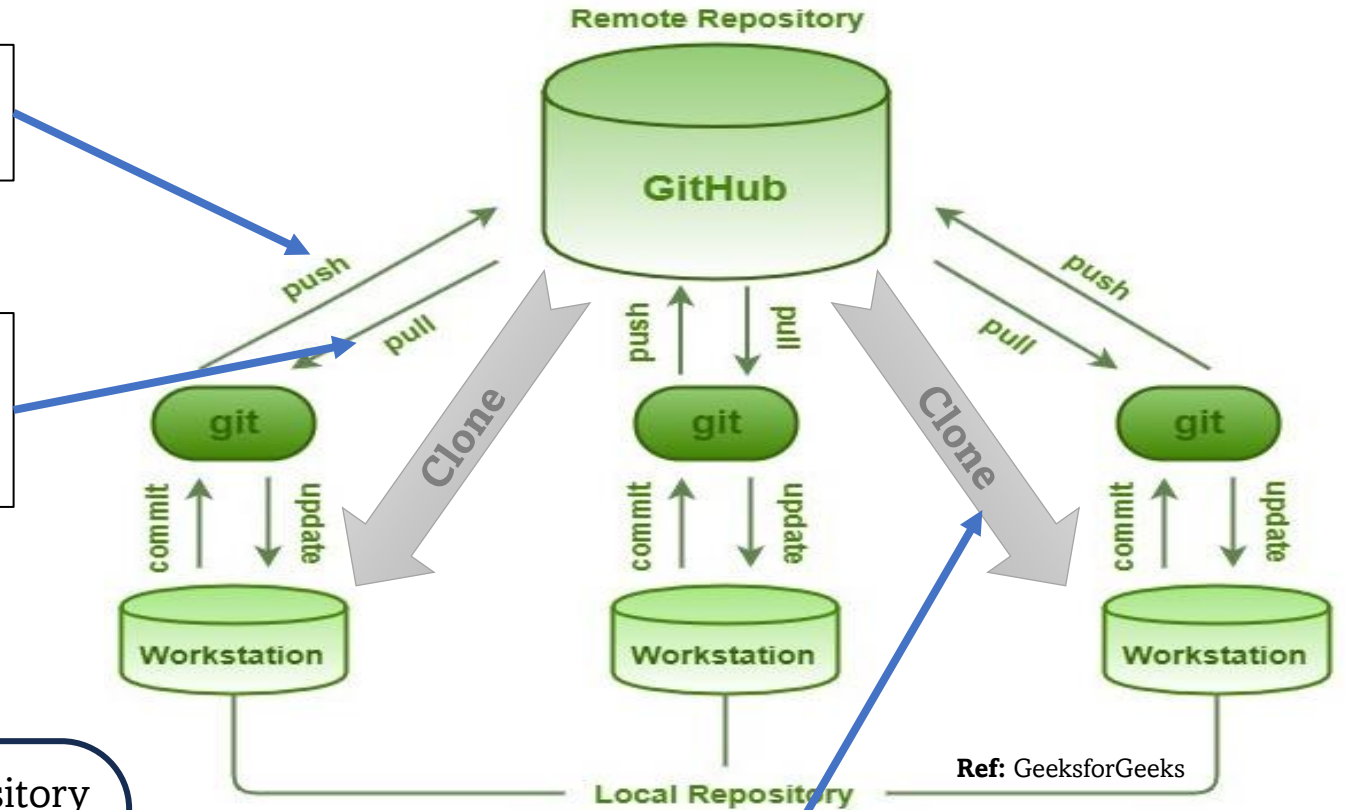 Remote Repository
GitHub
push
pull
push
pull
push
pull
Clone
Clone
git
git
git
commit
update
commit
update
commit
update
Workstation
Workstation
Workstation
Ref: GeeksforGeeks
Local Repository